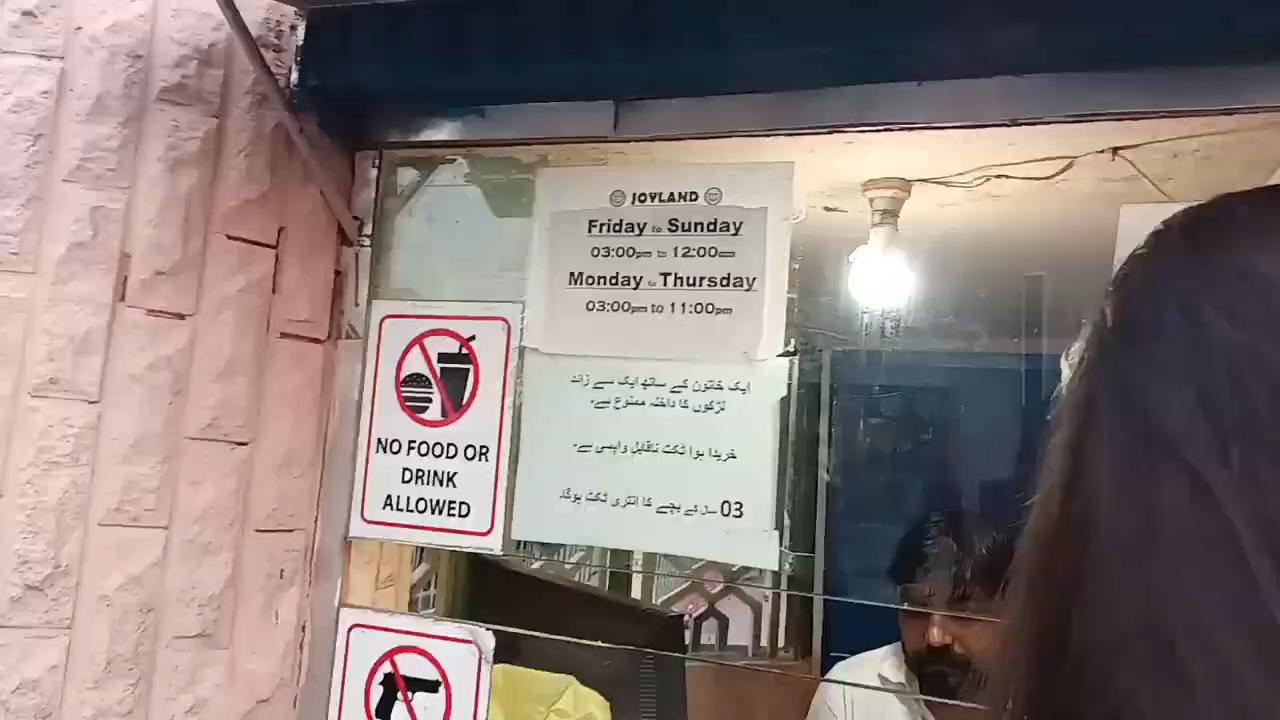 JOYLAND
Friday to Sunday
03:00pm to 12:00am
Monday to Thursday
03:00pm to 11:00pm
ایک خاتون کے ساتھ ایک سے زائد
لڑکوں کا داخلہ ممنوع ہے۔
خریدا ہوا ٹکٹ ناقابل واپسی ہے۔
03 سال کے بچے کا انٹری ٹکٹ ہوگا۔
NO FOOD OR
DRINK
ALLOWED